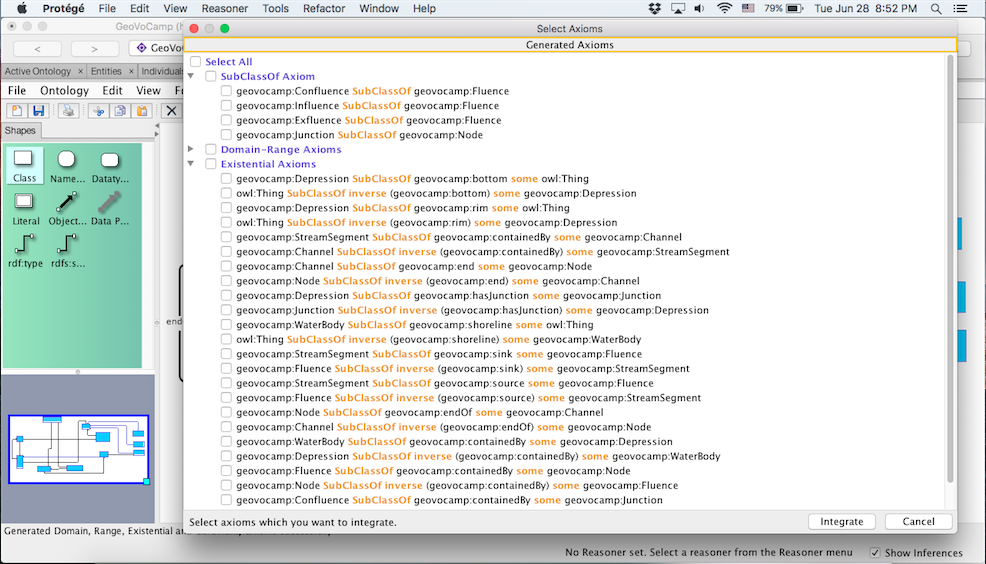 Protégé File Edit View Reasoner Tools Refactor Window Help 79% Tue Jun 28 8:52 PM
GeoVoCamp (h
Select Axioms
< > GeoVoC
Generated Axioms
Active Ontology × Entities × Individuals
Select All
SubClassOf Axiom
File Ontology Edit View
geovocamp:Confluence SubClassOf geovocamp:Fluence
geovocamp:Influence SubClassOf geovocamp:Fluence
geovocamp:Exfluence SubClassOf geovocamp:Fluence
Shapes
geovocamp:Junction SubClassOf geovocamp:Node
Domain-Range Axioms
Existential Axioms
Class Name... Dataty...
Literal Object... Data P...
rdf:type rdfs:s...
geovocamp:Depression SubClassOf geovocamp:bottom some owl:Thing
owl:Thing SubClassOf inverse (geovocamp:bottom) some geovocamp:Depression
geovocamp:Depression SubClassOf geovocamp:rim some owl:Thing
owl:Thing SubClassOf inverse (geovocamp:rim) some geovocamp:Depression
geovocamp:StreamSegment SubClassOf geovocamp:containedBy some geovocamp:Channel
geovocamp:Channel SubClassOf inverse (geovocamp:containedBy) some geovocamp:StreamSegment
geovocamp:Channel SubClassOf geovocamp:end some geovocamp:Node
geovocamp:Node SubClassOf inverse (geovocamp:end) some geovocamp:Channel
geovocamp:Depression SubClassOf geovocamp:hasJunction some geovocamp:Junction
geovocamp:Junction SubClassOf inverse (geovocamp:hasJunction) some geovocamp:Depression
end
geovocamp:WaterBody SubClassOf geovocamp:shoreline some owl:Thing
owl:Thing SubClassOf inverse (geovocamp:shoreline) some geovocamp:WaterBody
geovocamp:StreamSegment SubClassOf geovocamp:sink some geovocamp:Fluence
geovocamp:Fluence SubClassOf inverse (geovocamp:sink) some geovocamp:StreamSegment
geovocamp:StreamSegment SubClassOf geovocamp:source some geovocamp:Fluence
geovocamp:Fluence SubClassOf inverse (geovocamp:source) some geovocamp:StreamSegment
geovocamp:Node SubClassOf geovocamp:endOf some geovocamp:Channel
geovocamp:Channel SubClassOf inverse (geovocamp:endOf) some geovocamp:Node
geovocamp:WaterBody SubClassOf geovocamp:containedBy some geovocamp:Depression
geovocamp:Depression SubClassOf inverse (geovocamp:containedBy) some geovocamp:WaterBody
geovocamp:Fluence SubClassOf geovocamp:containedBy some geovocamp:Node
geovocamp:Node SubClassOf inverse (geovocamp:containedBy) some geovocamp:Fluence
geovocamp:Confluence SubClassOf geovocamp:containedBy some geovocamp:Junction
Select axioms which you want to integrate.
Integrate Cancel
Generated Domain, Range, Existential
No Reasoner set. Select a reasoner from the Reasoner menu Show Inferences